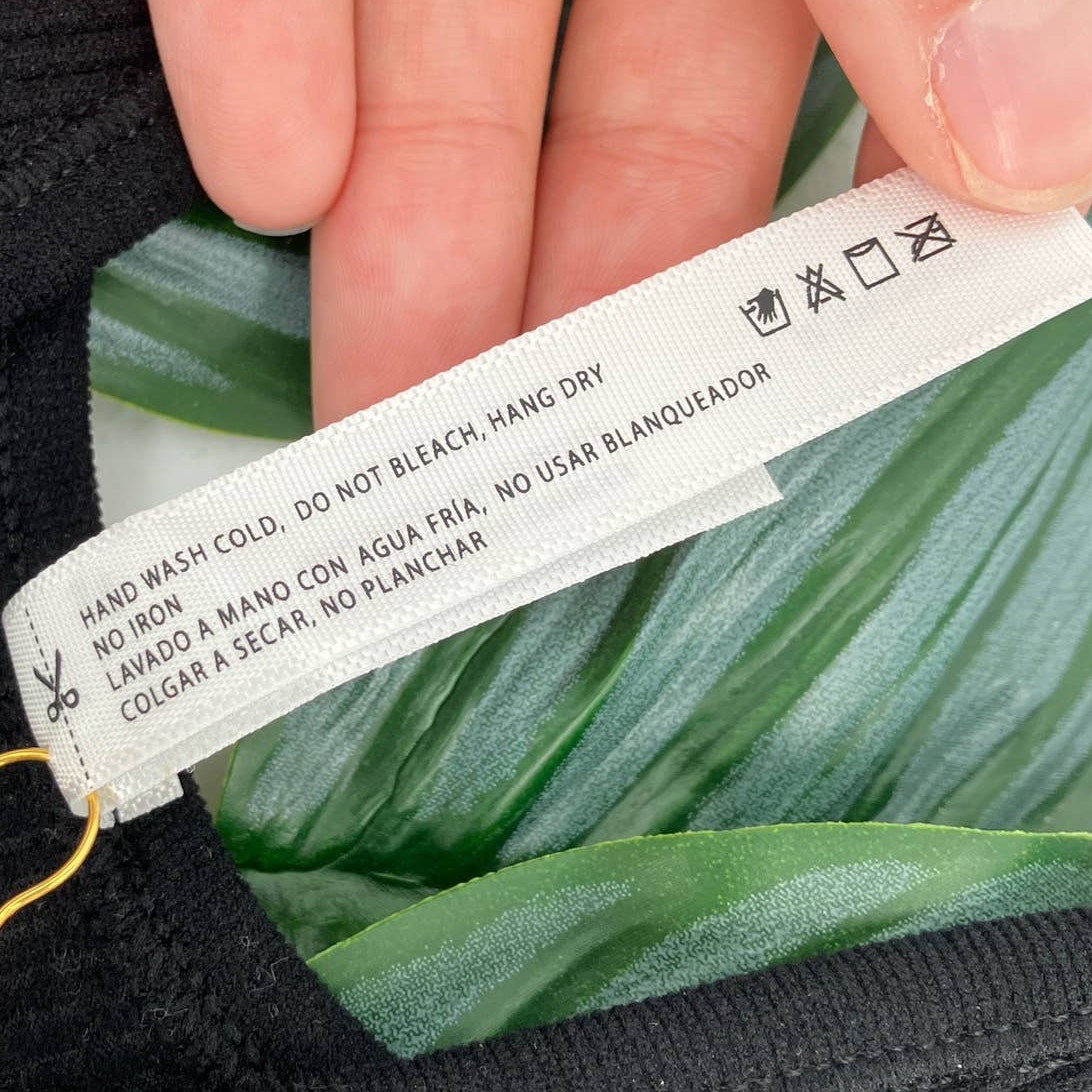 HAND WASH COLD, DO NOT BLEACH, HANG DRY
NO IRON
LAVADO A MANO CON AGUA FRÍA, NO USAR BLANQUEADOR
COLGAR A SECAR, NO PLANCHAR